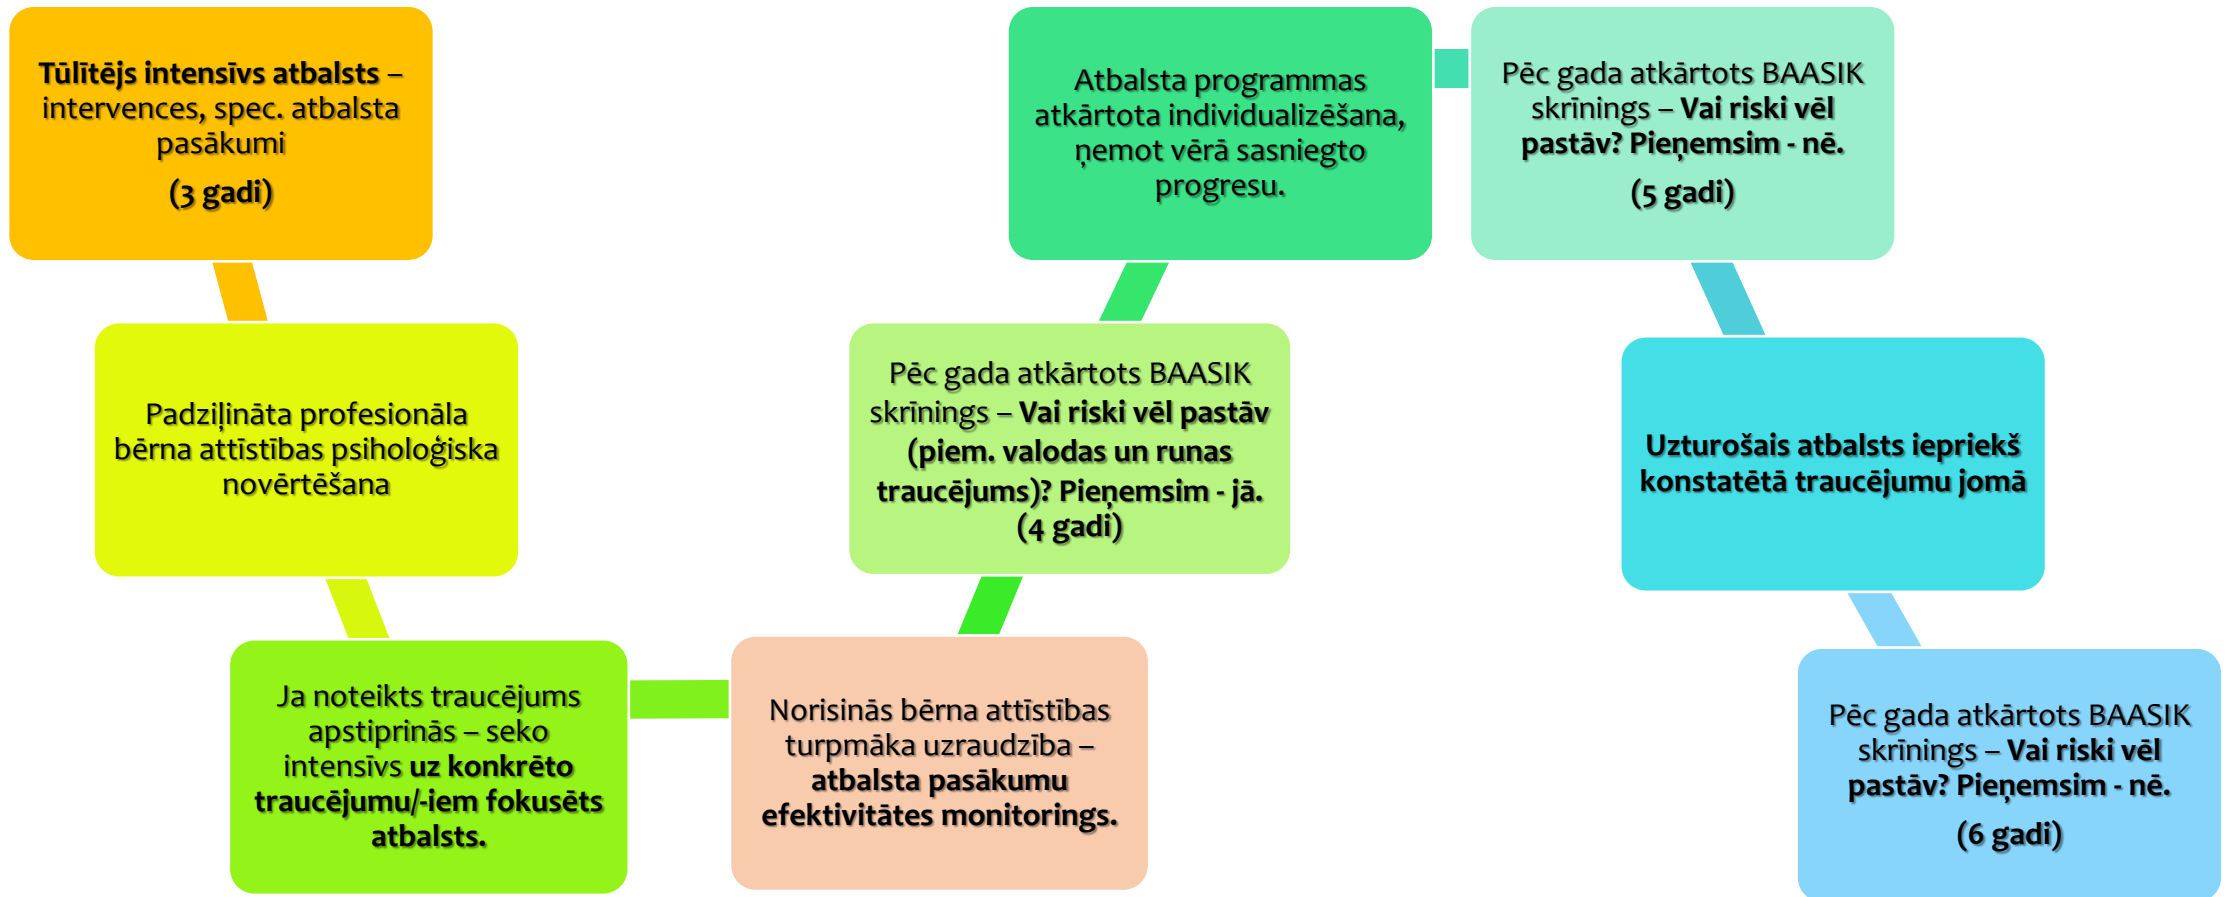 Tūlītējs intensīvs atbalsts –
intervences, spec. atbalsta
pasākumi
(3 gadi)
Padziļināta profesionāla
bērna attīstības psiholoģiska
novērtēšana
Ja noteikts traucējums
apstiprinās – seko
intensīvs uz konkrēto
traucējumu/-iem fokusēts
atbalsts.
Norisinās bērna attīstības
turpmāka uzraudzība –
atbalsta pasākumu
efektivitātes monitorings.
Pēc gada atkārtots BAASIK
skrīnings – Vai riski vēl pastāv
(piem. valodas un runas
traucējums)? Pieņemsim - jā.
(4 gadi)
Atbalsta programmas
atkārtota individualizēšana,
ņemot vērā sasniegto
progresu.
Pēc gada atkārtots BAASIK
skrīnings – Vai riski vēl
pastāv? Pieņemsim - nē.
(5 gadi)
Uzturošais atbalsts iepriekš
konstatētā traucējumu jomā
Pēc gada atkārtots BAASIK
skrīnings – Vai riski vēl
pastāv? Pieņemsim - nē.
(6 gadi)